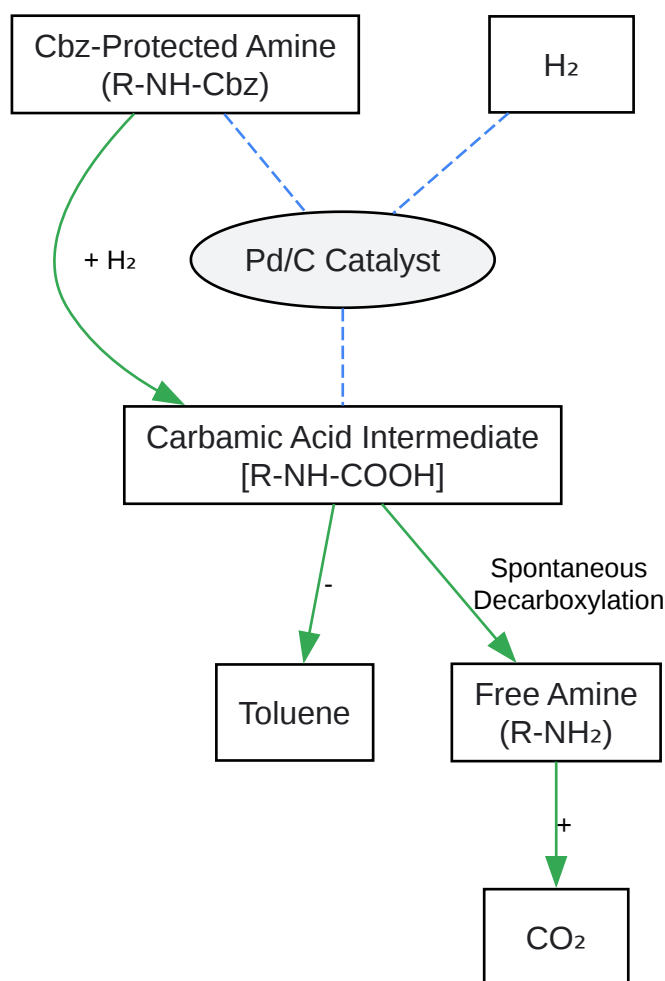 Cbz-Protected Amine
(R-NH-Cbz)
H₂
+ H₂
Pd/C Catalyst
Carbamic Acid Intermediate
[R-NH-COOH]
-
Spontaneous
Decarboxylation
Toluene
Free Amine
(R-NH₂)
+
CO₂